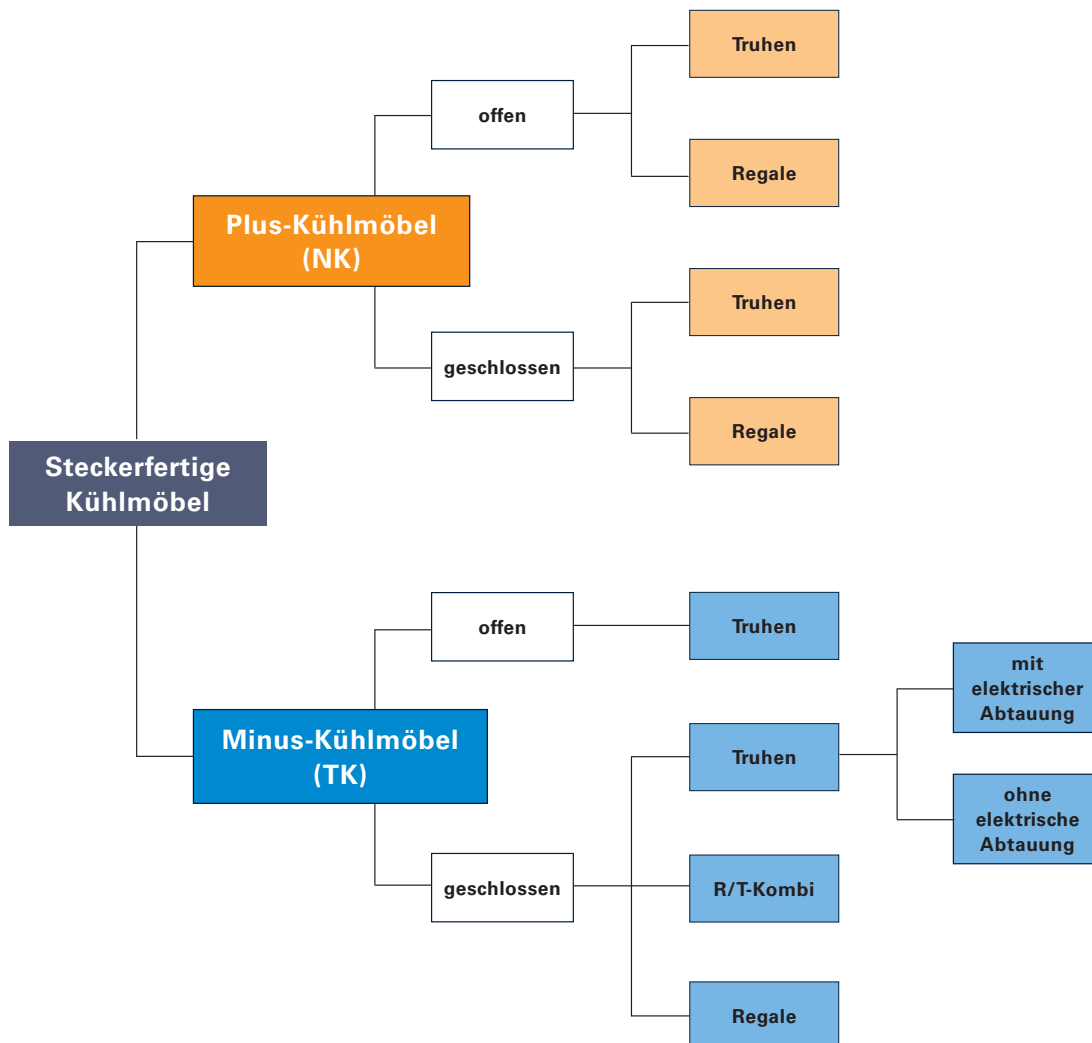 Truhen
offen
Regale
Plus-Kühlmöbel
(NK)
Truhen
geschlossen
Regale
Steckerfertige
Kühlmöbel
offen
Truhen
mit
elektrischer
Abtauung
Minus-Kühlmöbel
(TK)
Truhen
ohne
elektrische
Abtauung
geschlossen
R/T-Kombi
Regale